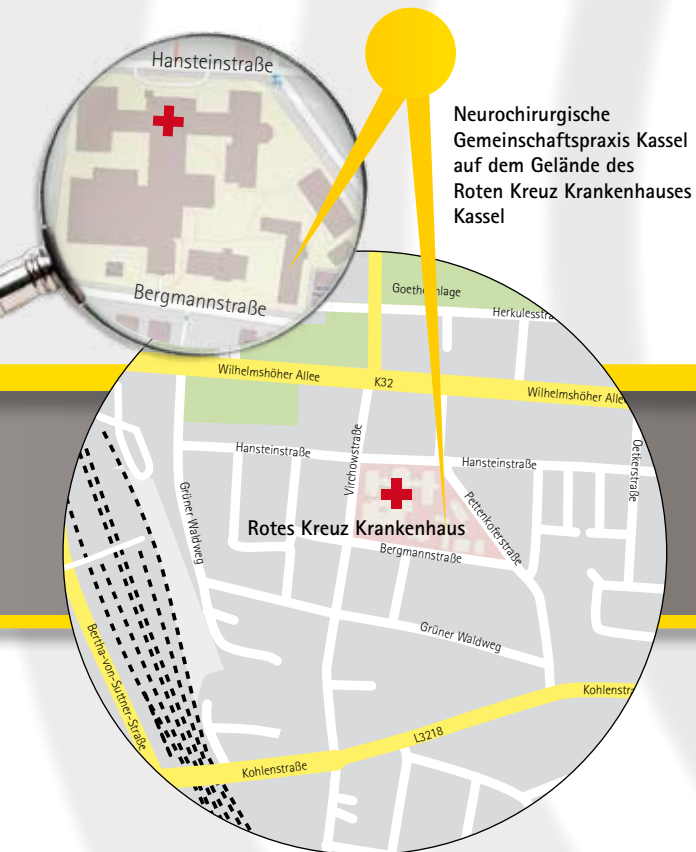 Hansteinstraße
Neurochirurgische
Gemeinschaftspraxis Kassel
auf dem Gelände des
Roten Kreuz Krankenhauses
Kassel
Bergmannstraße
Herkulesstra
Wilhelmshöher Allee
K32
Wilhelmshöher Alle
Hansteinstraße
Virchowstraße
Hansteinstraße
Oetkerstraße
Grüner Waldweg
Pettenkoferstraße
Rotes Kreuz Krankenhaus
Bergmannstraße
Grüner Waldweg
Bertha-von-Suttner-Straße
Kohlenstra
L3218
Kohlenstraße